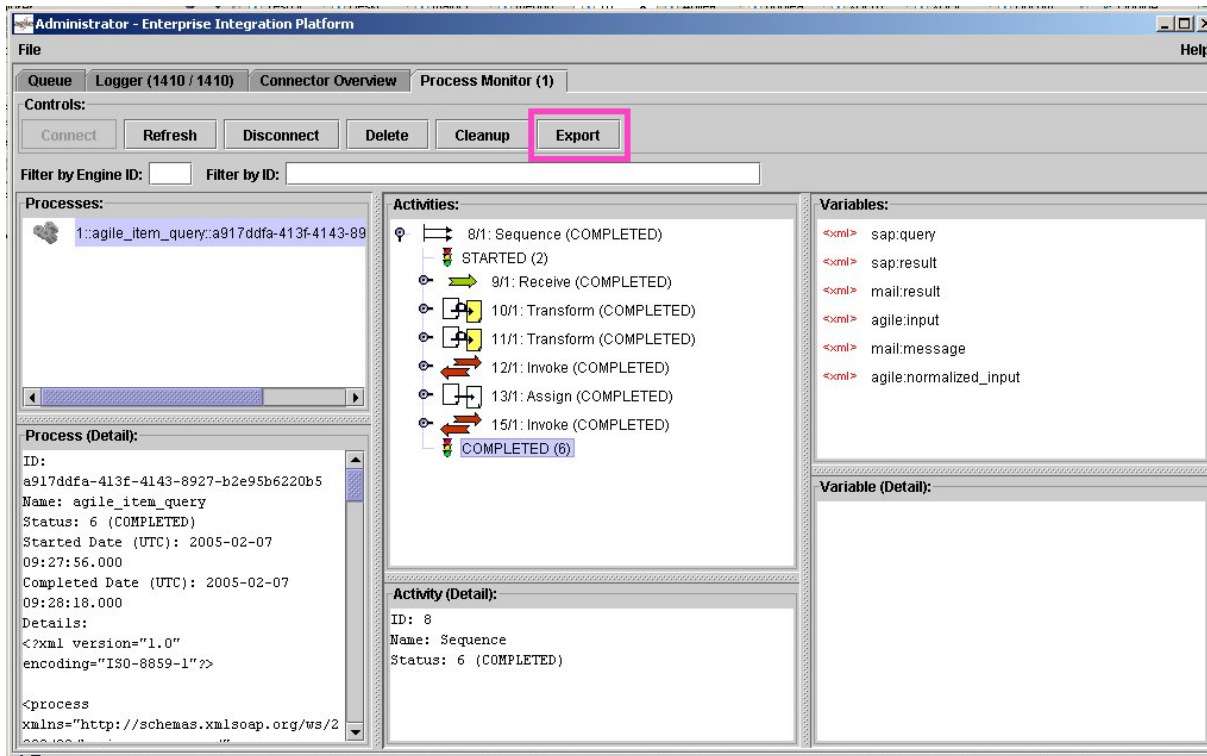 agile Administrator - Enterprise Integration Platform
File Help
Queue Logger (1410 / 1410) Connector Overview Process Monitor (1)
Controls:
Connect Refresh Disconnect Delete Cleanup Export
Filter by Engine ID: Filter by ID:
Processes:
1::agile_item_query::a917ddfa-413f-4143-89
Process (Detail):
ID:
a917ddfa-413f-4143-8927-b2e95b6220b5
Name: agile_item_query
Status: 6 (COMPLETED)
Started Date (UTC): 2005-02-07
09:27:56.000
Completed Date (UTC): 2005-02-07
09:28:18.000
Details:
<?xml version="1.0"
encoding="ISO-8859-1"?>
<process
xmlns="http://schemas.xmlsoap.org/ws/2
Activities:
8/1: Sequence (COMPLETED)
STARTED (2)
9/1: Receive (COMPLETED)
10/1: Transform (COMPLETED)
11/1: Transform (COMPLETED)
12/1: Invoke (COMPLETED)
13/1: Assign (COMPLETED)
15/1: Invoke (COMPLETED)
COMPLETED (6)
Activity (Detail):
ID: 8
Name: Sequence
Status: 6 (COMPLETED)
Variables:
<xml> sap:query
<xml> sap:result
<xml> mail:result
<xml> agile:input
<xml> mail:message
<xml> agile:normalized_input
Variable (Detail):